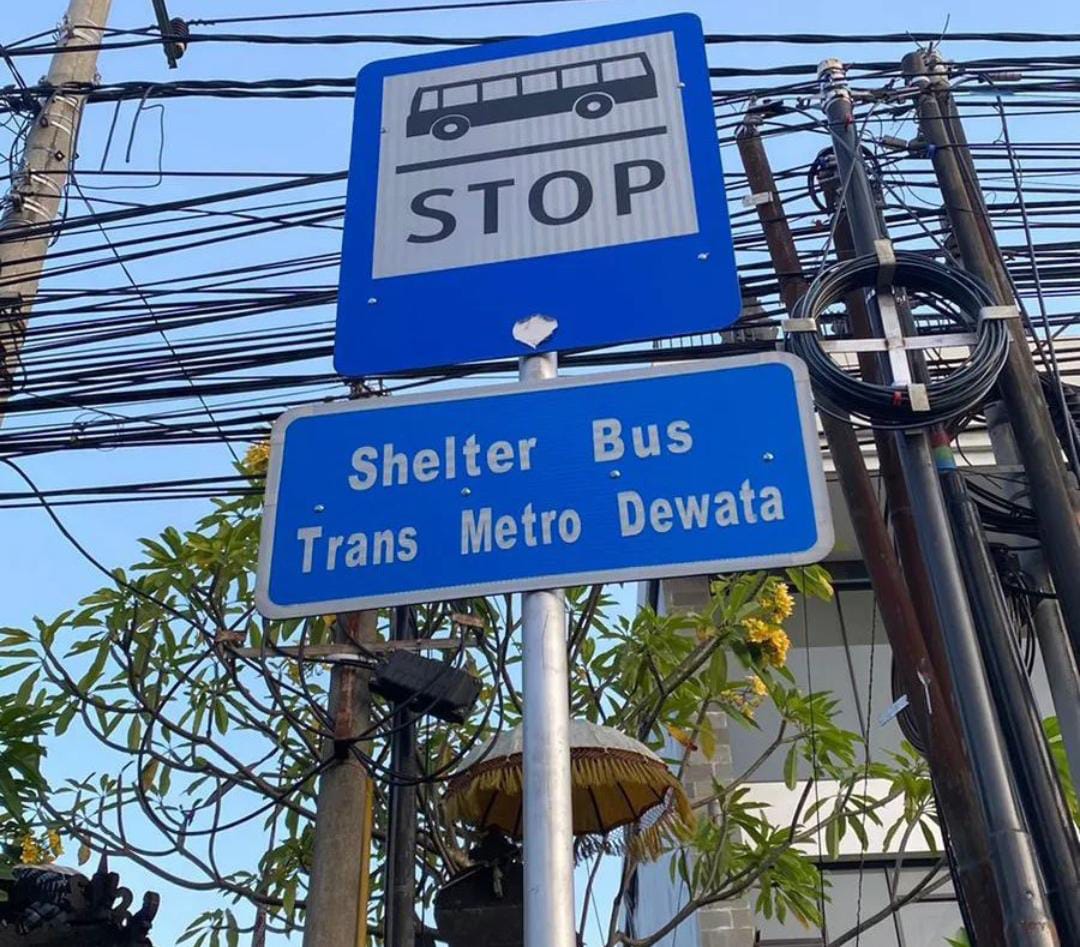 STOP
Shelter Bus
Trans Metro Dewata